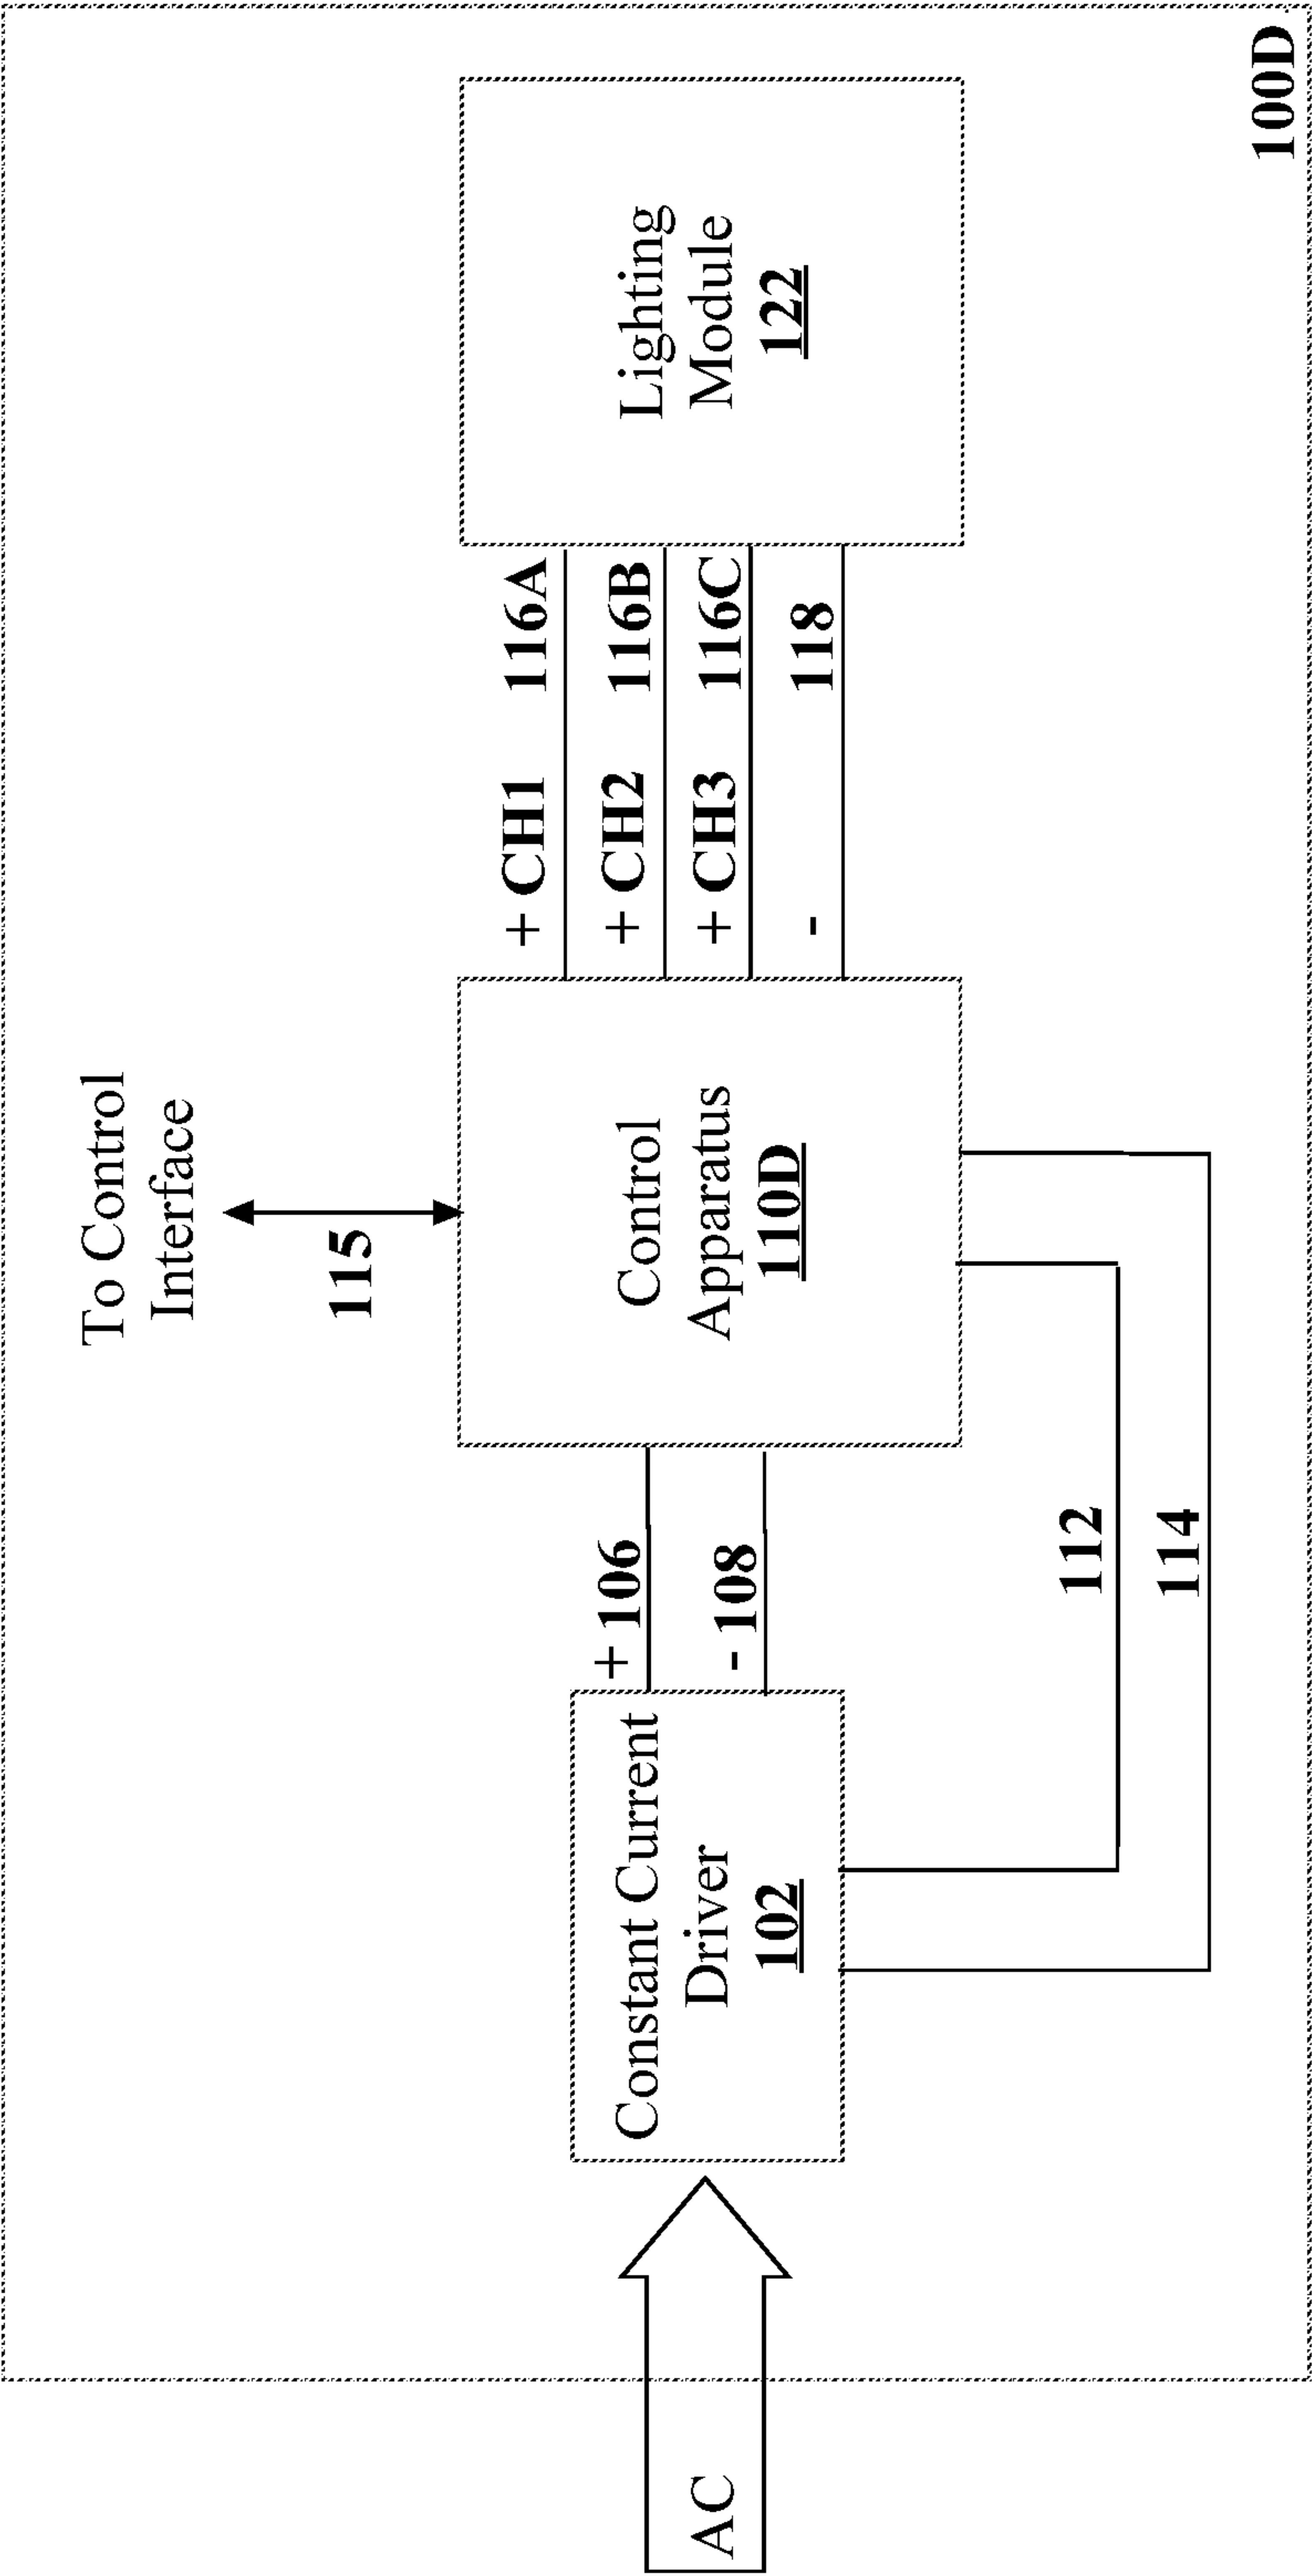 To Control
Interface
115
AC
Constant Current
Driver
102
+ 106
- 108
Control
Apparatus
110D
+ CH1 116A
+ CH2 116B
+ CH3 116C
- 118
Lighting
Module
122
112
114
100D